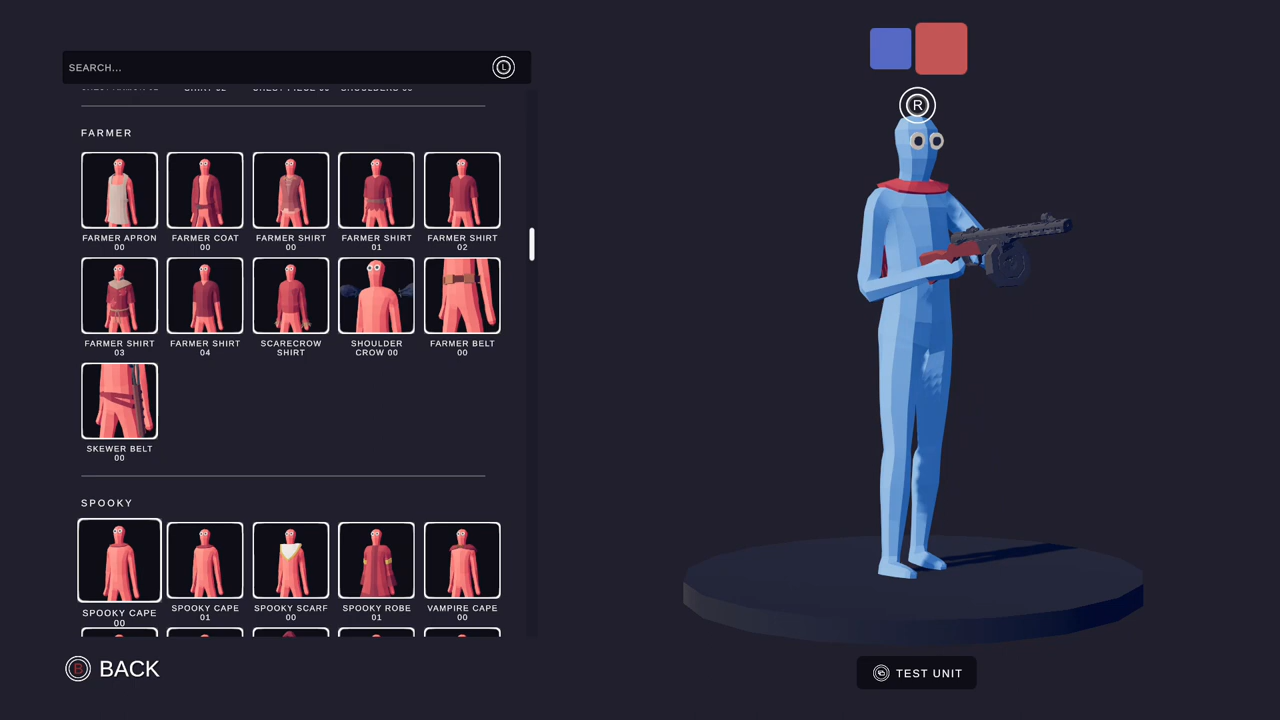 SEARCH...
L
R
FARMER
FARMER APRON 00
FARMER COAT 00
FARMER SHIRT 00
FARMER SHIRT 01
FARMER SHIRT 02
FARMER SHIRT 03
FARMER SHIRT 04
SCARECROW SHIRT
SHOULDER CROW 00
FARMER BELT 00
SKEWER BELT 00
SPOOKY
SPOOKY CAPE 00
SPOOKY CAPE 01
SPOOKY SCARF 00
SPOOKY ROBE 01
VAMPIRE CAPE 00
B BACK
TEST UNIT